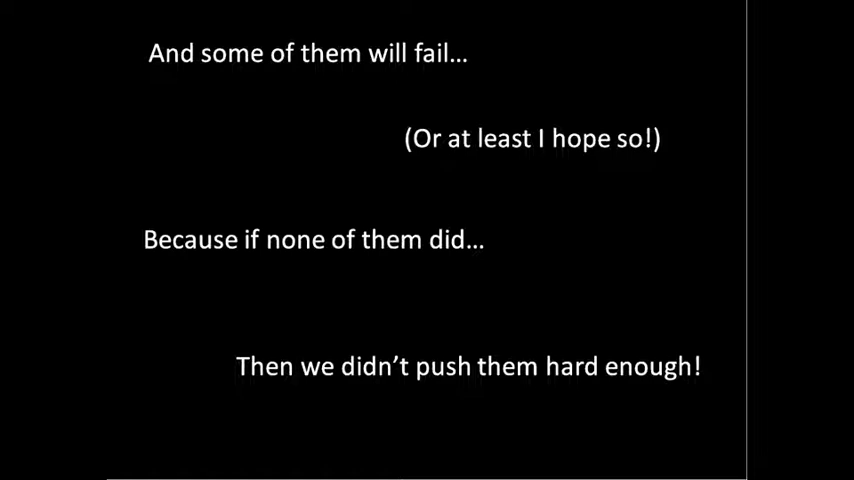 And some of them will fail…
(Or at least I hope so!)
Because if none of them did…
Then we didn’t push them hard enough!